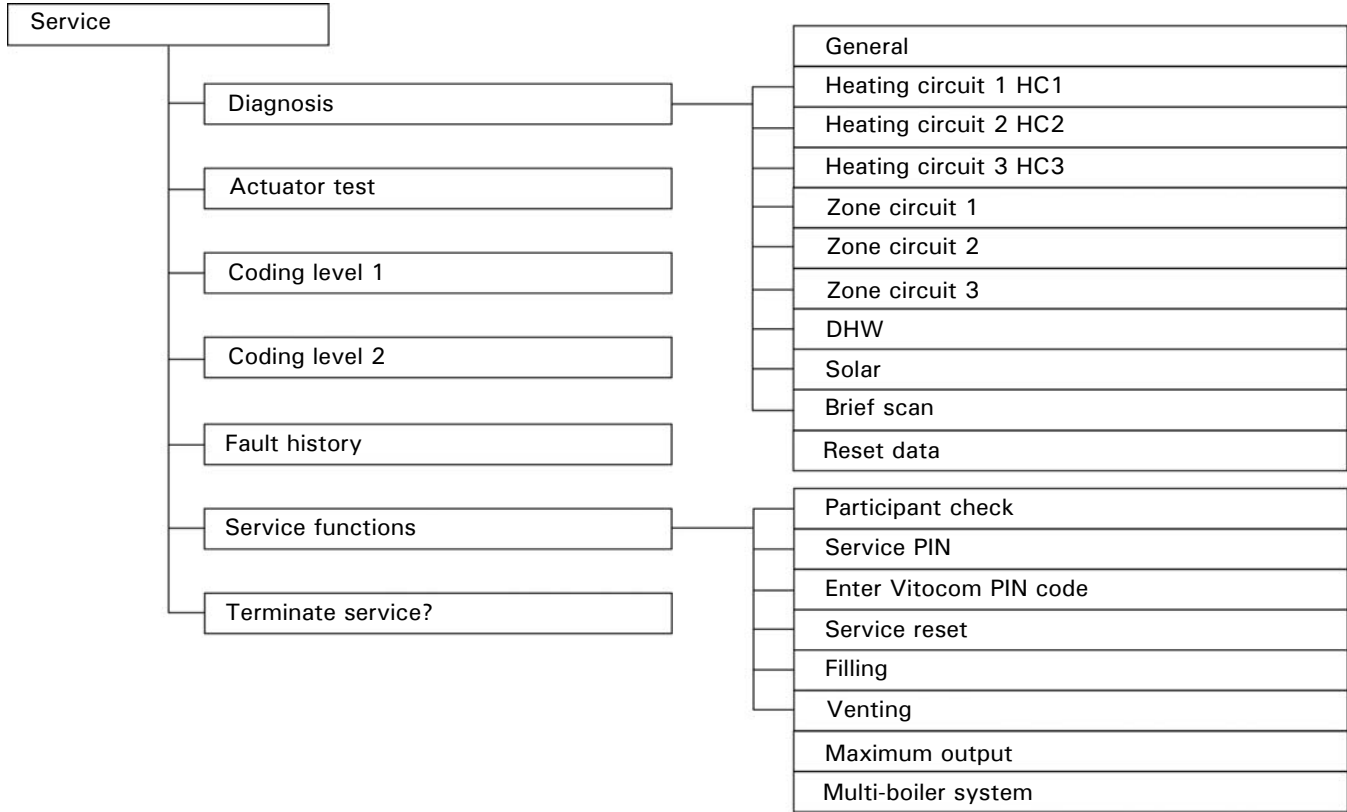 Service
Diagnosis
General
Heating circuit 1 HC1
Heating circuit 2 HC2
Heating circuit 3 HC3
Zone circuit 1
Zone circuit 2
Zone circuit 3
DHW
Solar
Brief scan
Reset data
Actuator test
Coding level 1
Coding level 2
Fault history
Service functions
Participant check
Service PIN
Enter Vitocom PIN code
Service reset
Filling
Venting
Maximum output
Multi-boiler system
Terminate service?